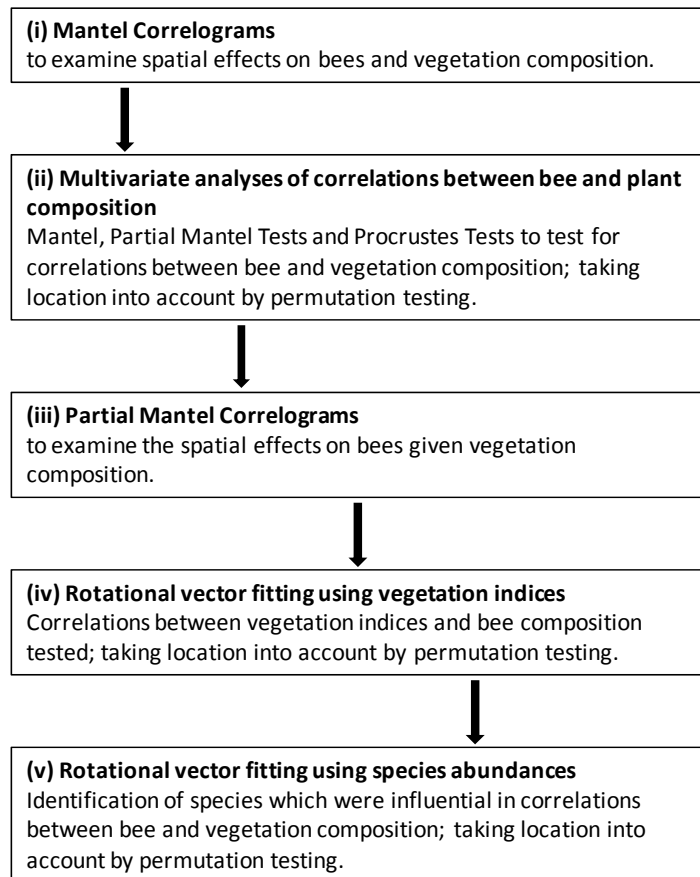 (i) Mantel Correlograms
to examine spatial effects on bees and vegetation composition.
(ii) Multivariate analyses of correlations between bee and plant
composition
Mantel, Partial Mantel Tests and Procrustes Tests to test for
correlations between bee and vegetation composition; taking
location into account by permutation testing.
(iii) Partial Mantel Correlograms
to examine the spatial effects on bees given vegetation
composition.
(iv) Rotational vector fitting using vegetation indices
Correlations between vegetation indices and bee composition
tested; taking location into account by permutation testing.
(v) Rotational vector fitting using species abundances
Identification of species which were influential in correlations
between bee and vegetation composition; taking location into
account by permutation testing.